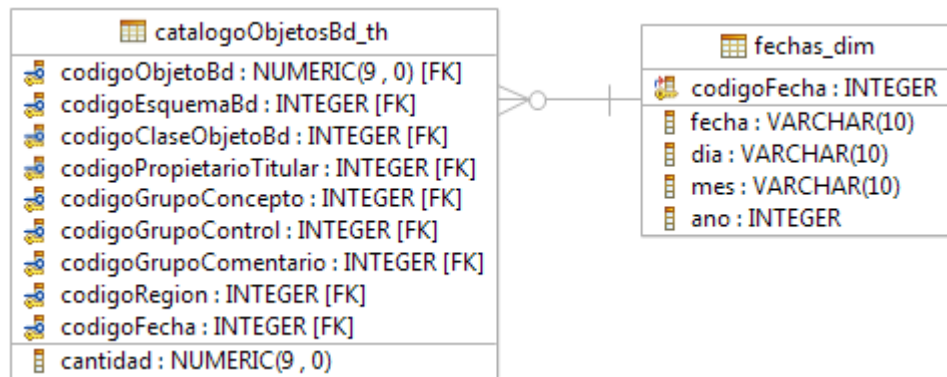 catalogoObjetosBd_th
codigoObjetoBd : NUMERIC(9 , 0) [FK]
codigoEsquemaBd : INTEGER [FK]
codigoClaseObjetoBd : INTEGER [FK]
codigoPropietarioTitular : INTEGER [FK]
codigoGrupoConcepto : INTEGER [FK]
codigoGrupoControl : INTEGER [FK]
codigoGrupoComentario : INTEGER [FK]
codigoRegion : INTEGER [FK]
codigoFecha : INTEGER [FK]
cantidad : NUMERIC(9 , 0)
fechas_dim
codigoFecha : INTEGER
fecha : VARCHAR(10)
dia : VARCHAR(10)
mes : VARCHAR(10)
ano : INTEGER